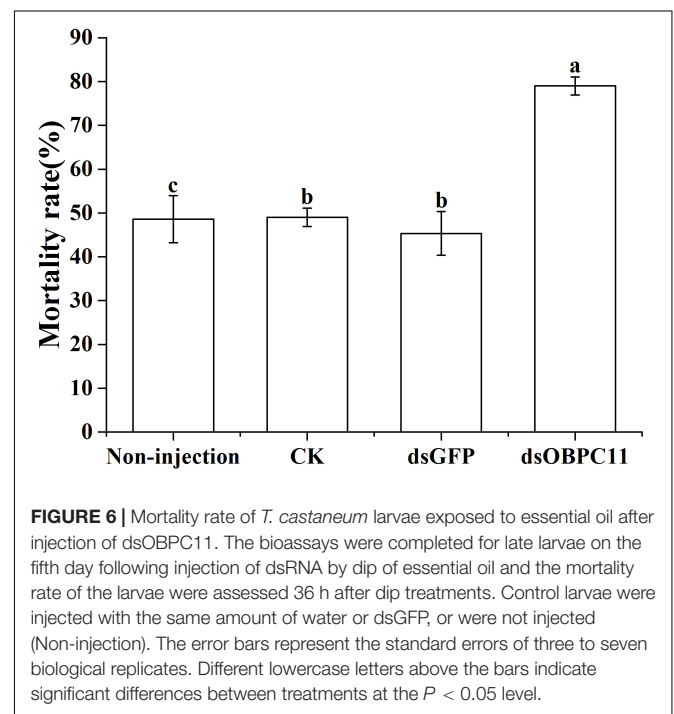 90
80
70
60
50
40
30
20
10
0
Mortality rate(%)
c
b
b
a
Non-injection CK dsGFP dsOBPC11
FIGURE 6 | Mortality rate of T. castaneum larvae exposed to essential oil after
injection of dsOBPC11. The bioassays were completed for late larvae on the
fifth day following injection of dsRNA by dip of essential oil and the mortality
rate of the larvae were assessed 36 h after dip treatments. Control larvae were
injected with the same amount of water or dsGFP, or were not injected
(Non-injection). The error bars represent the standard errors of three to seven
biological replicates. Different lowercase letters above the bars indicate
significant differences between treatments at the P < 0.05 level.